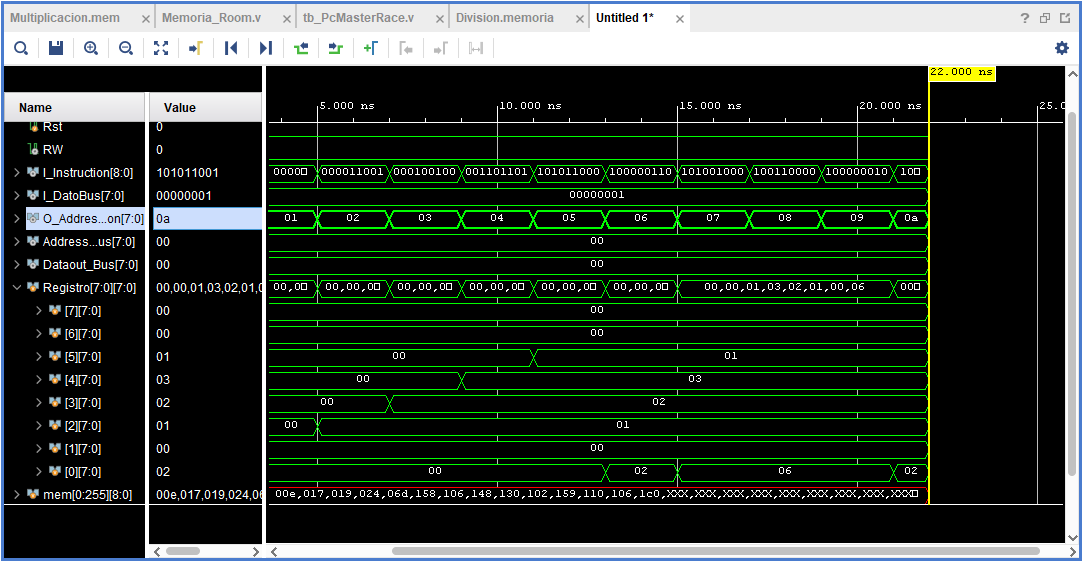 Multiplicacion.mem × Memoria_Room.v × tb_PcMasterRace.v × Division.memoria × Untitled 1* ×
22.000 ns
Name Value 5.000 ns 10.000 ns 15.000 ns 20.000 ns 25.0
Rst 0
RW 0
I_Instruction[8:0] 101011001 0000 000011001 000100100 001101101 101011000 100000110 101001000 100110000 100000010 10
I_DatoBus[7:0] 00000001 00000001
O_Addres...on[7:0] 0a 01 02 03 04 05 06 07 08 09 0a
Address...us[7:0] 00 00
Dataout_Bus[7:0] 00 00
Registro[7:0][7:0] 00,00,01,03,02,01,0 00,0 00,00,0 00,00,0 00,00,0 00,00,0 00,00,0 00,00,01,03,02,01,00,06 00
[7][7:0] 00 00
[6][7:0] 00 00
[5][7:0] 01 00 01
[4][7:0] 03 00 03
[3][7:0] 02 00 02
[2][7:0] 01 00 01
[1][7:0] 00 00
[0][7:0] 02 00 02 06 02
mem[0:255][8:0] 00e,017,019,024,06 00e,017,019,024,06d,158,106,148,130,102,159,110,106,1c0,XXX,XXX,XXX,XXX,XXX,XXX,XXX,XXX